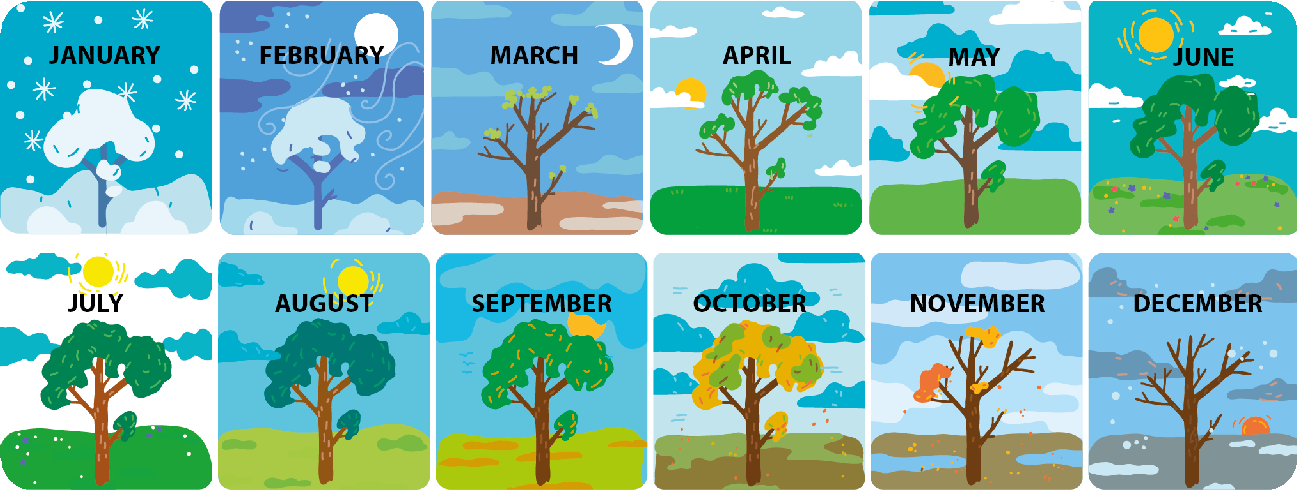 JANUARY
FEBRUARY
MARCH
APRIL
MAY
JUNE
JULY
AUGUST
SEPTEMBER
OCTOBER
NOVEMBER
DECEMBER